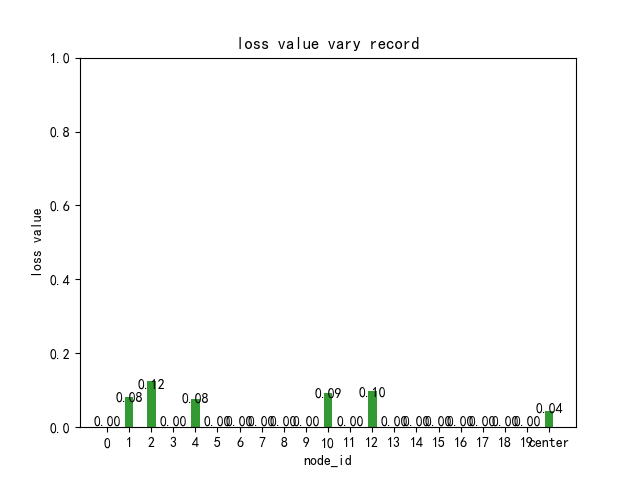 loss value vary record
1.0
0.8
0.6
0.4
0.2
0.0
loss value
0.00 0.08 0.12 0.00 0.08 0.00 0.00 0.00 0.00 0.00 0.09 0.00 0.10 0.00 0.00 0.00 0.00 0.00 0.00 0.00 0.04
0 1 2 3 4 5 6 7 8 9 10 11 12 13 14 15 16 17 18 19 center
node_id